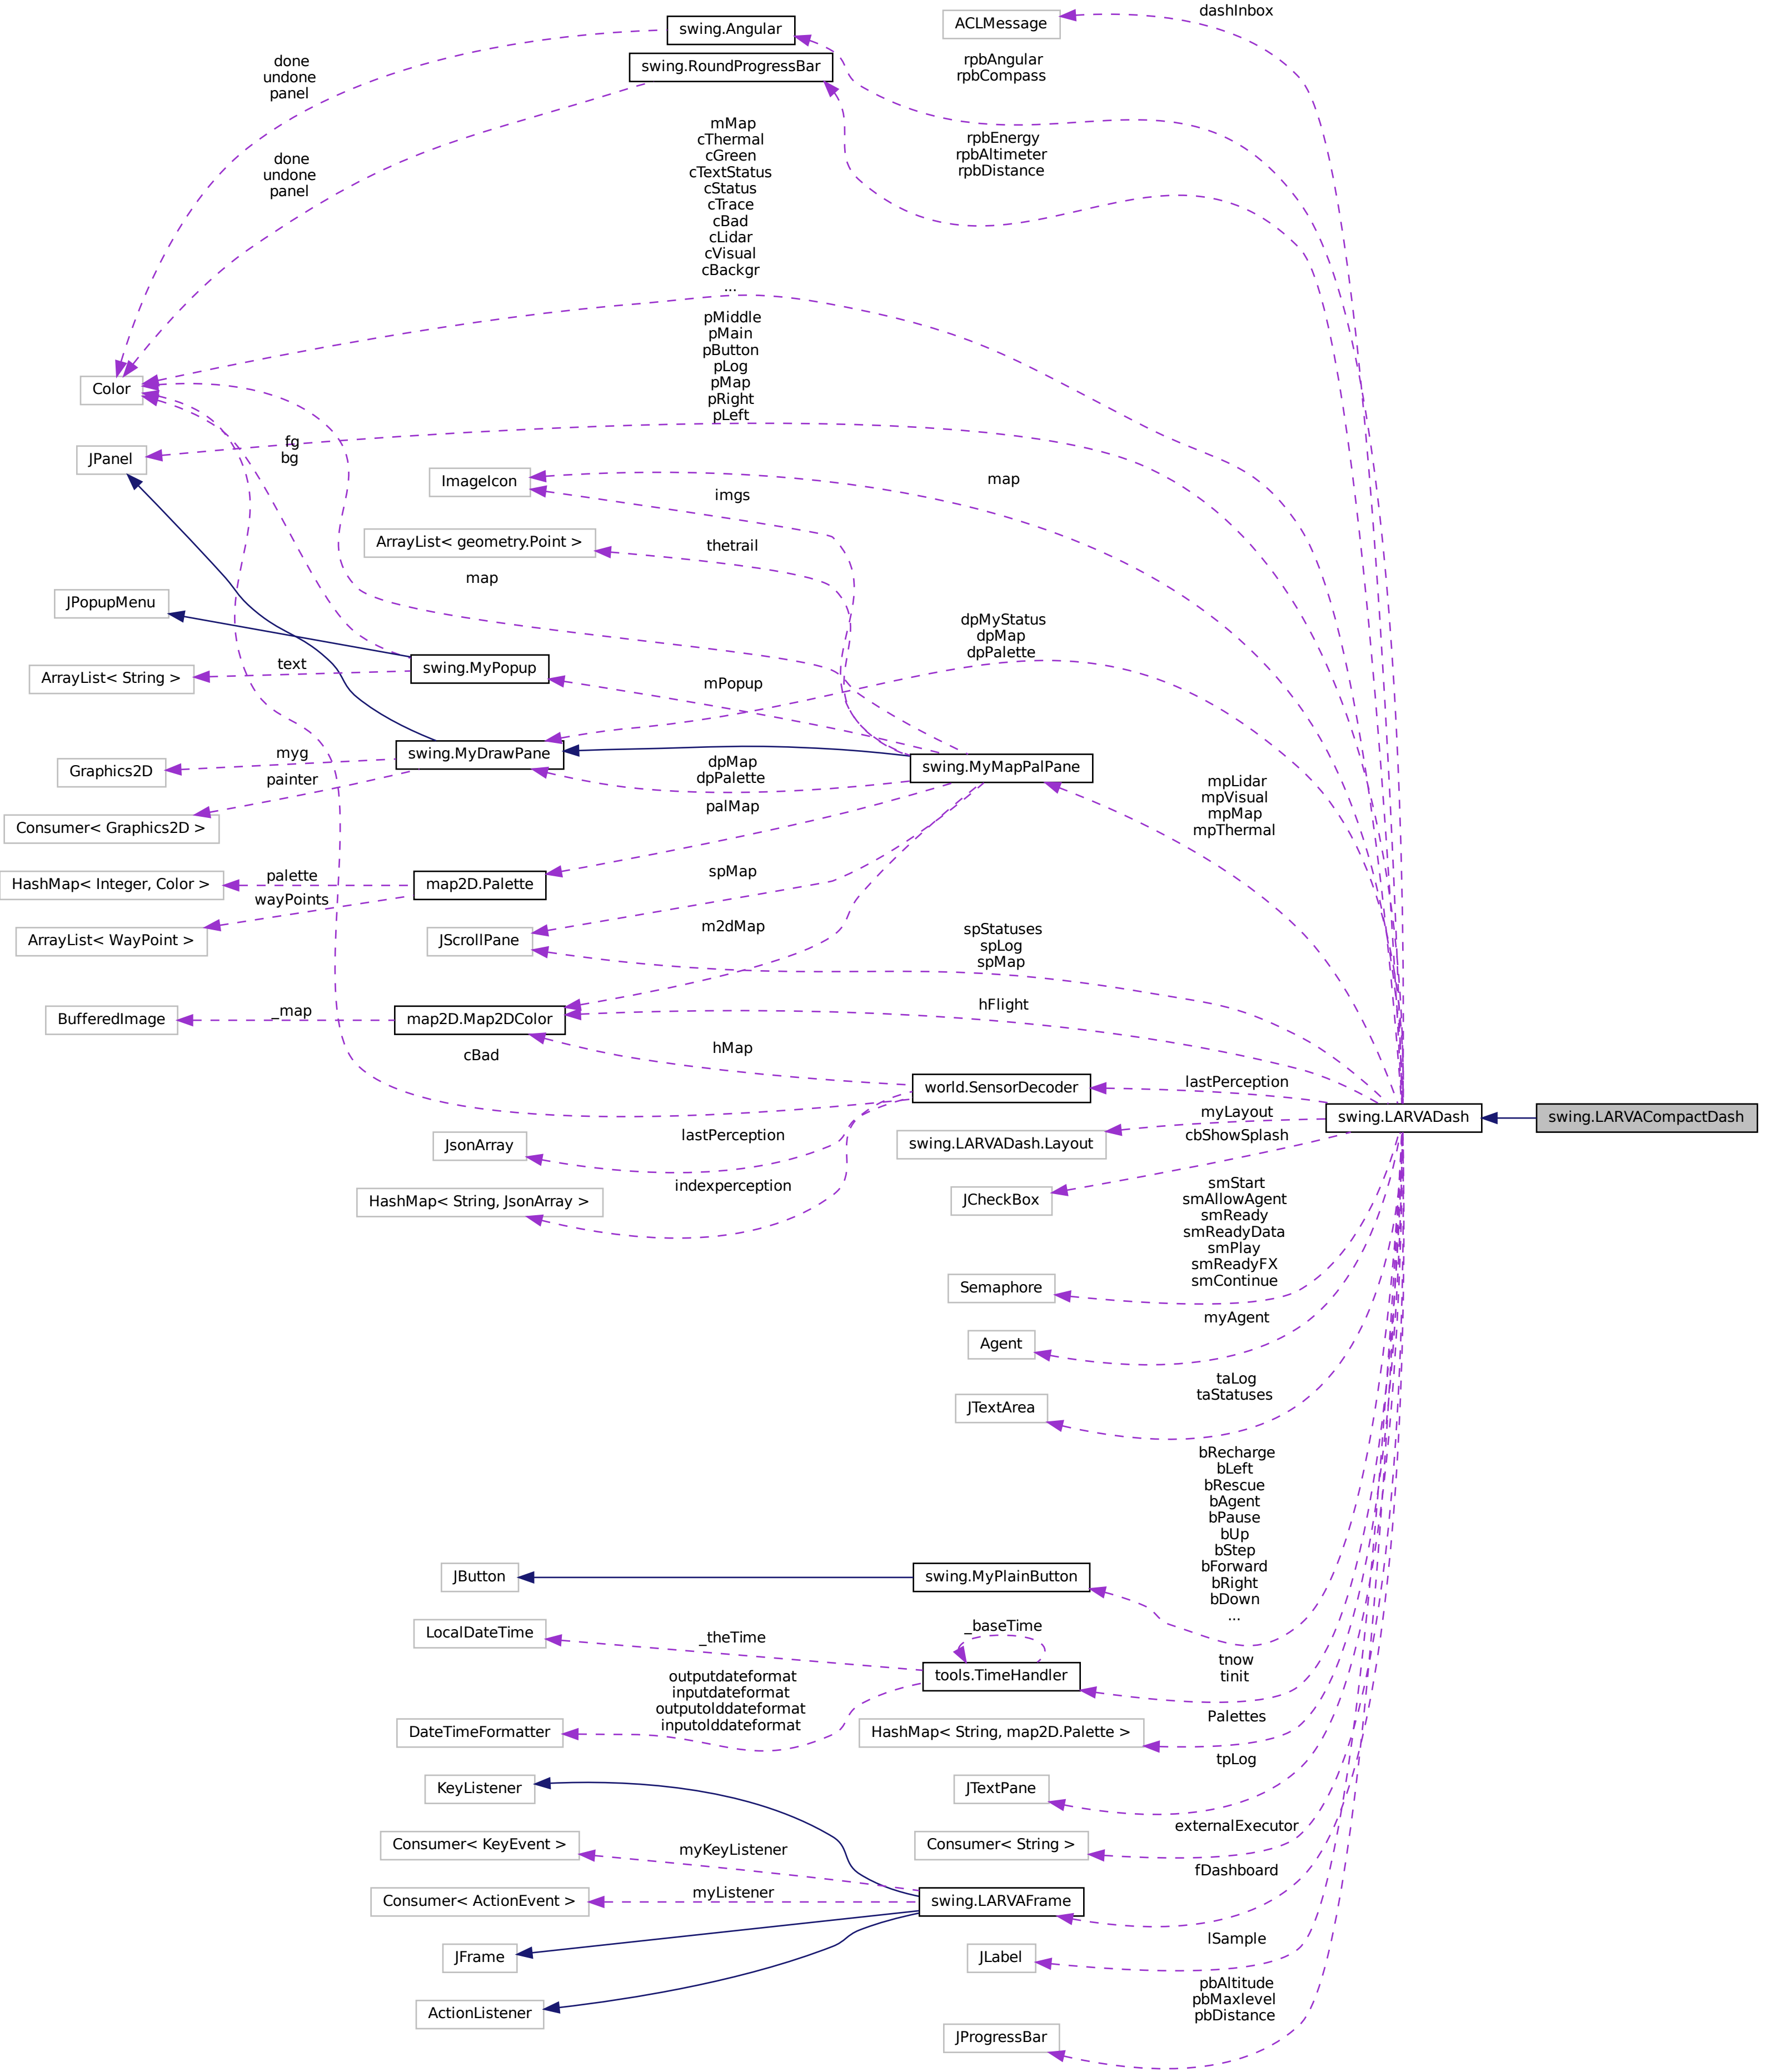 dashInbox
ACLMessage
swing.Angular
rpbAngular
rpbCompass
swing.RoundProgressBar
done
undone
panel
mMap
cThermal
cGreen
cTextStatus
cStatus
cTrace
cBad
cLidar
cVisual
cBackgr
...
rpbEnergy
rpbAltimeter
rpbDistance
done
undone
panel
pMiddle
pMain
pButton
pLog
pMap
pRight
pLeft
Color
fg
bg
JPanel
ImageIcon
imgs
map
ArrayList< geometry.Point >
thetrail
map
JPopupMenu
dpMyStatus
dpMap
dpPalette
text
swing.MyPopup
ArrayList< String >
mPopup
myg
swing.MyDrawPane
Graphics2D
painter
dpMap
dpPalette
swing.MyMapPalPane
mpLidar
mpVisual
mpMap
mpThermal
palMap
Consumer< Graphics2D >
HashMap< Integer, Color >
palette
map2D.Palette
spMap
wayPoints
ArrayList< WayPoint >
JScrollPane
m2dMap
spStatuses
spLog
spMap
BufferedImage
_map
map2D.Map2DColor
hFlight
cBad
hMap
world.SensorDecoder
lastPerception
myLayout
swing.LARVADash
swing.LARVACompactDash
JsonArray
lastPerception
swing.LARVADash.Layout
cbShowSplash
HashMap< String, JsonArray >
indexperception
JCheckBox
smStart
smAllowAgent
smReady
smReadyData
smPlay
smReadyFX
smContinue
Semaphore
myAgent
Agent
taLog
taStatuses
JTextArea
bRecharge
bLeft
bRescue
bAgent
bPause
bUp
bStep
bForward
bRight
bDown
...
JButton
swing.MyPlainButton
LocalDateTime
_theTime
_baseTime
tools.TimeHandler
tnow
tinit
outputdateformat
inputdateformat
outputolddateformat
inputolddateformat
DateTimeFormatter
HashMap< String, map2D.Palette >
Palettes
tpLog
KeyListener
JTextPane
Consumer< KeyEvent >
myKeyListener
Consumer< String >
externalExecutor
fDashboard
Consumer< ActionEvent >
myListener
swing.LARVAFrame
JFrame
JLabel
lSample
ActionListener
pbAltitude
pbMaxlevel
pbDistance
JProgressBar